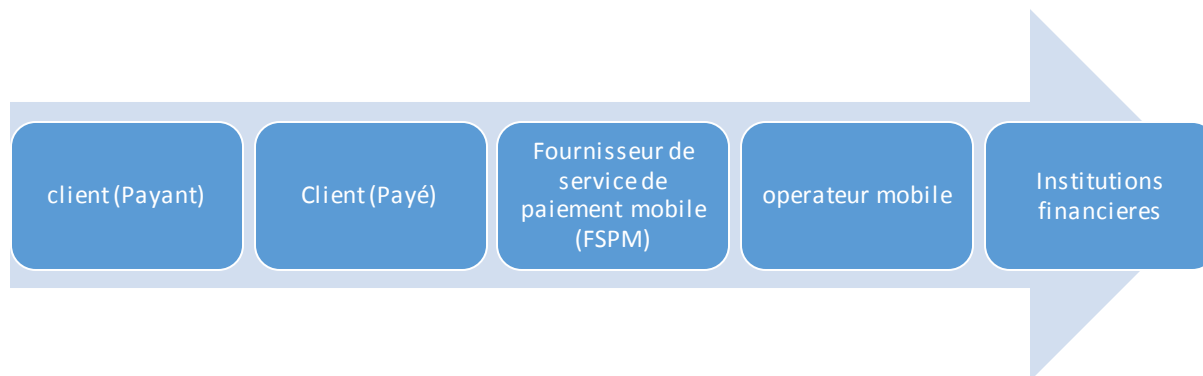 client (Payant)
Client (Payé)
Fournisseur de
service de
paiement mobile
(FSPM)
operateur mobile
Institutions
financieres